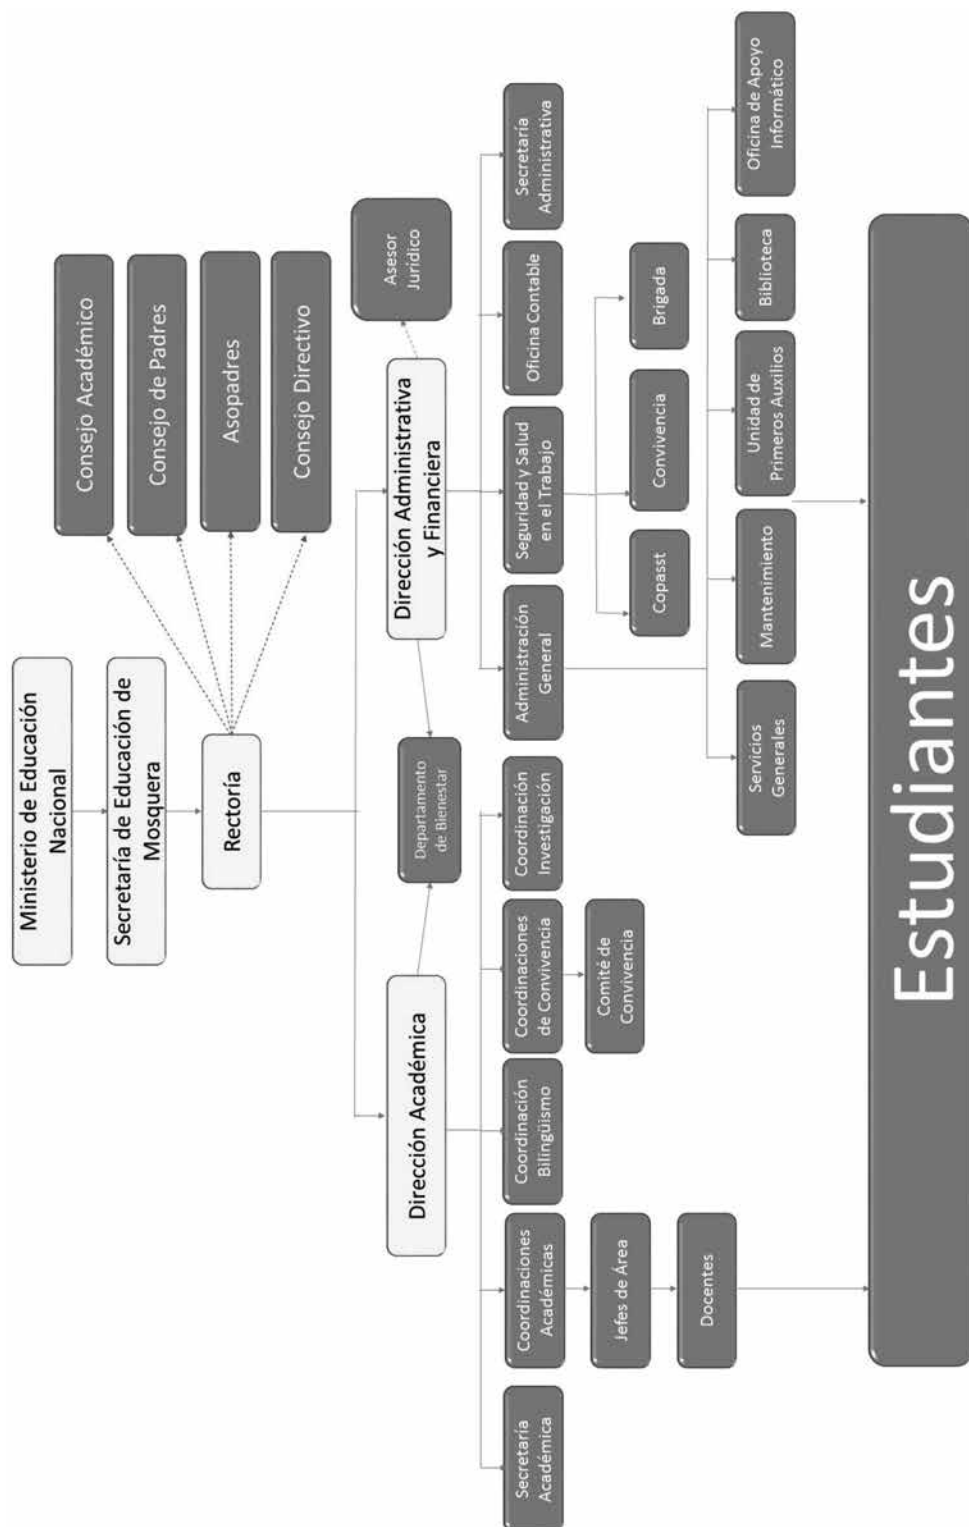 Ministerio de Educación
Nacional
Secretaría de Educación de
Mosquera
Rectoría
Consejo Académico
Consejo de Padres
Asopadres
Consejo Directivo
Dirección Académica
Departamento
de Bienestar
Dirección Administrativa
y Financiera
Asesor
Jurídico
Secretaría
Académica
Coordinaciones
Académicas
Coordinación
Bilingüismo
Coordinaciones
de Convivencia
Coordinación
Investigación
Administración
General
Seguridad y Salud
en el Trabajo
Oficina Contable
Secretaría
Administrativa
Jefes de Área
Comité de
Convivencia
Copasst
Convivencia
Brigada
Docentes
Servicios
Generales
Mantenimiento
Unidad de
Primeros Auxilios
Biblioteca
Oficina de Apoyo
Informático
Estudiantes